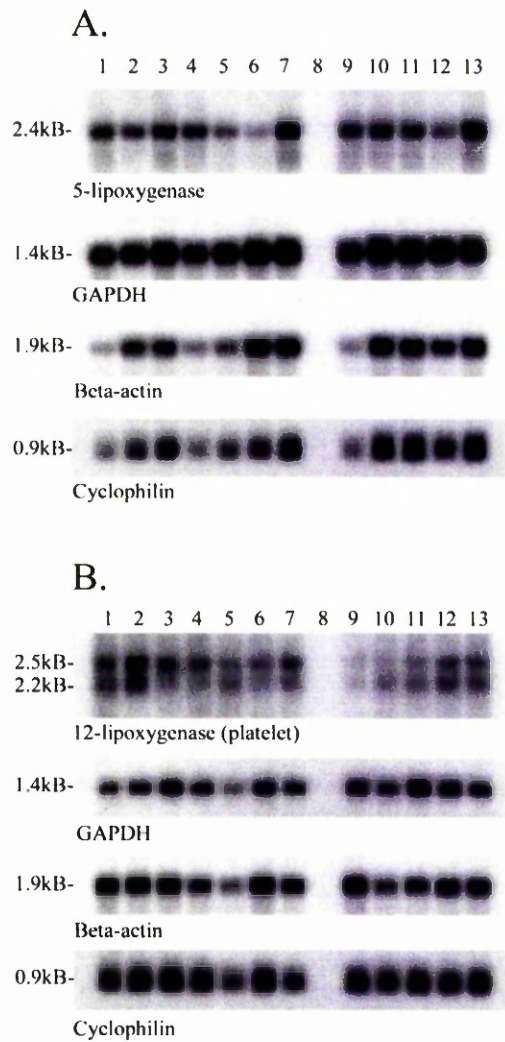 A.
1 2 3 4 5 6 7 8 9 10 11 12 13
2.4kB-
5-lipoxygenase
1.4kB-
GAPDH
1.9kB-
Beta-actin
0.9kB-
Cyclophilin
B.
1 2 3 4 5 6 7 8 9 10 11 12 13
2.5kB-
2.2kB-
12-lipoxygenase (platelet)
1.4kB-
GAPDH
1.9kB-
Beta-actin
0.9kB-
Cyclophilin